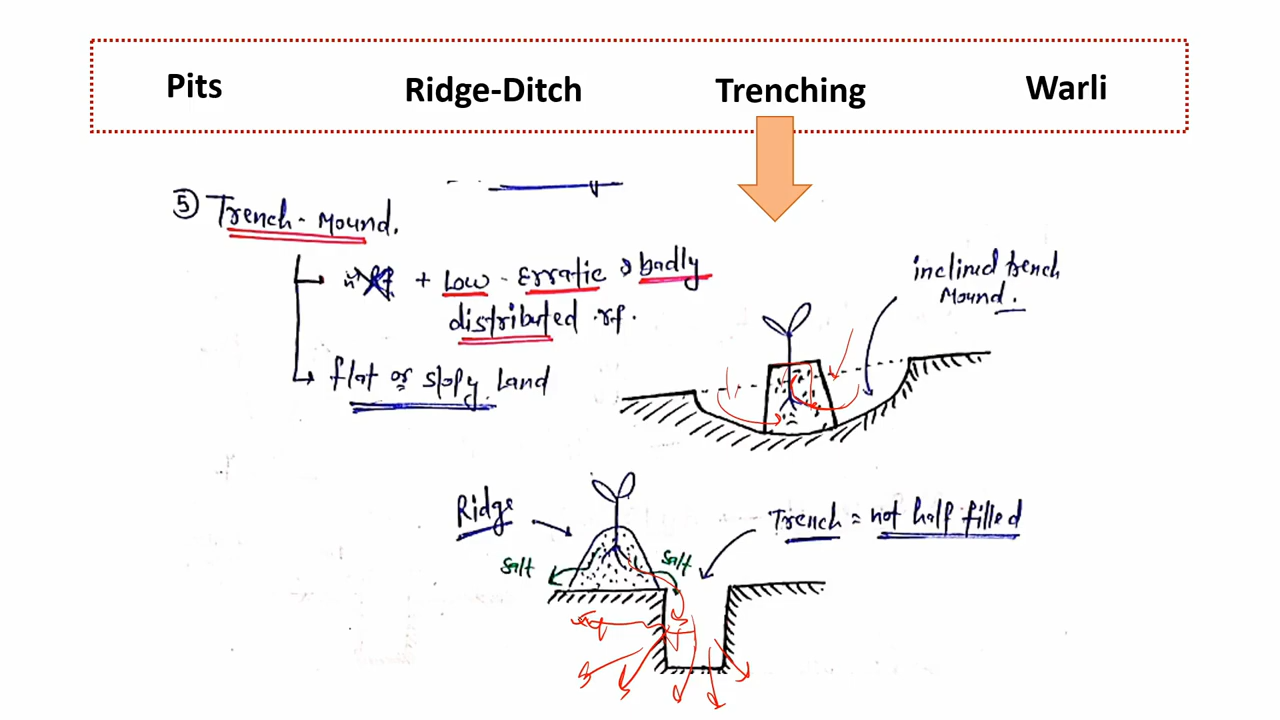 Pits Ridge-Ditch Trenching Warli
⑤ Trench-Mound.
+ Low - Erratic & badly
distributed rf.
flat or slopy Land
inclined trench
Mound.
Ridge
Trench = not half filled
Salt
Salt